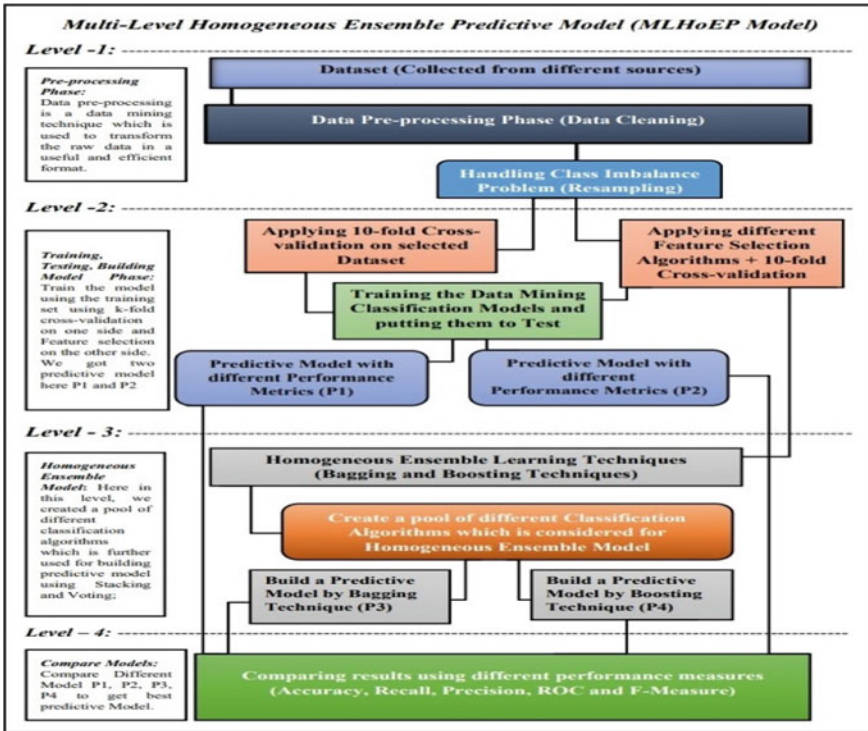 Multi-Level Homogeneous Ensemble Predictive Model (MLHoEP Model)
Level -1:
Pre-processing
Phase:
Data pre-processing
is a data mining
technique which is
used to transform
the raw data in a
useful and efficient
format.
Dataset (Collected from different sources)
Data Pre-processing Phase (Data Cleaning)
Handling Class Imbalance
Problem (Resampling)
Level -2:
Training,
Testing, Building
Model Phase:
Train the model
using the training
set using k-fold
cross-validation
on one side and
Feature selection
on the other side.
We got two
predictive model
here P1 and P2
Applying 10-fold Cross-
validation on selected
Dataset
Applying different
Feature Selection
Algorithms + 10-fold
Cross-validation
Training the Data Mining
Classification Models and
putting them to Test
Predictive Model with
different Performance
Metrics (P1)
Predictive Model with
different
Performance Metrics (P2)
Level - 3:
Homogeneous
Ensemble
Model: Here in
this level, we
created a pool of
different
classification
algorithms
which is further
used for building
predictive model
using Stacking
and Voting;
Homogeneous Ensemble Learning Techniques
(Bagging and Boosting Techniques)
Create a pool of different Classification
Algorithms which is considered for
Homogeneous Ensemble Model
Build a Predictive
Model by Bagging
Technique (P3)
Build a Predictive
Model by Boosting
Technique (P4)
Level – 4:
Compare Models:
Compare Different
Model P1, P2, P3,
P4 to get best
predictive Model.
Comparing results using different performance measures
(Accuracy, Recall, Precision, ROC and F-Measure)